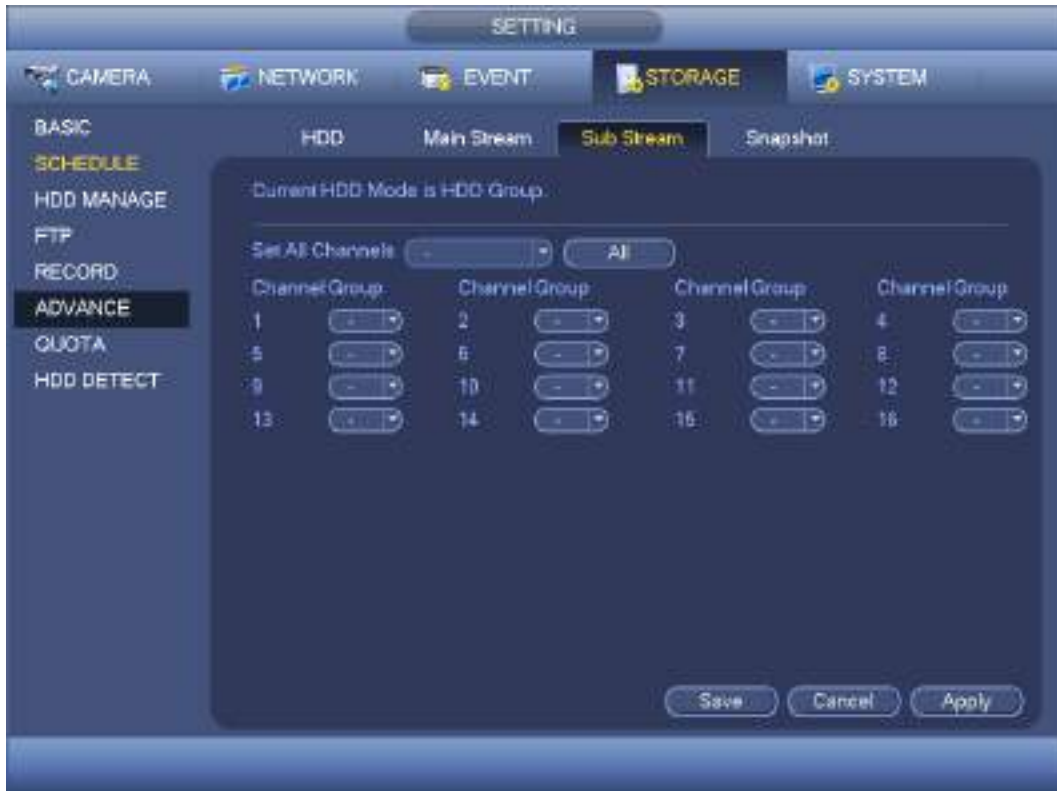 SETTING
CAMERA NETWORK EVENT STORAGE SYSTEM
BASIC
SCHEDULE
HDD MANAGE
FTP
RECORD
ADVANCE
QUOTA
HDD DETECT
HDD Main Stream Sub Stream Snapshot
Current HDD Mode is HDD Group.
Set All Channels - All
Channel Group Channel Group Channel Group Channel Group
1 - 2 - 3 - 4 -
5 - 6 - 7 - 8 -
9 - 10 - 11 - 12 -
13 - 14 - 15 - 16 -
Save Cancel Apply